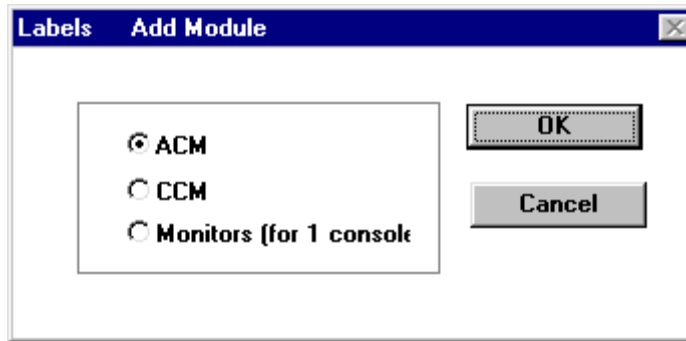 Labels Add Module
ACM
OK
CCM
Cancel
Monitors (for 1 console